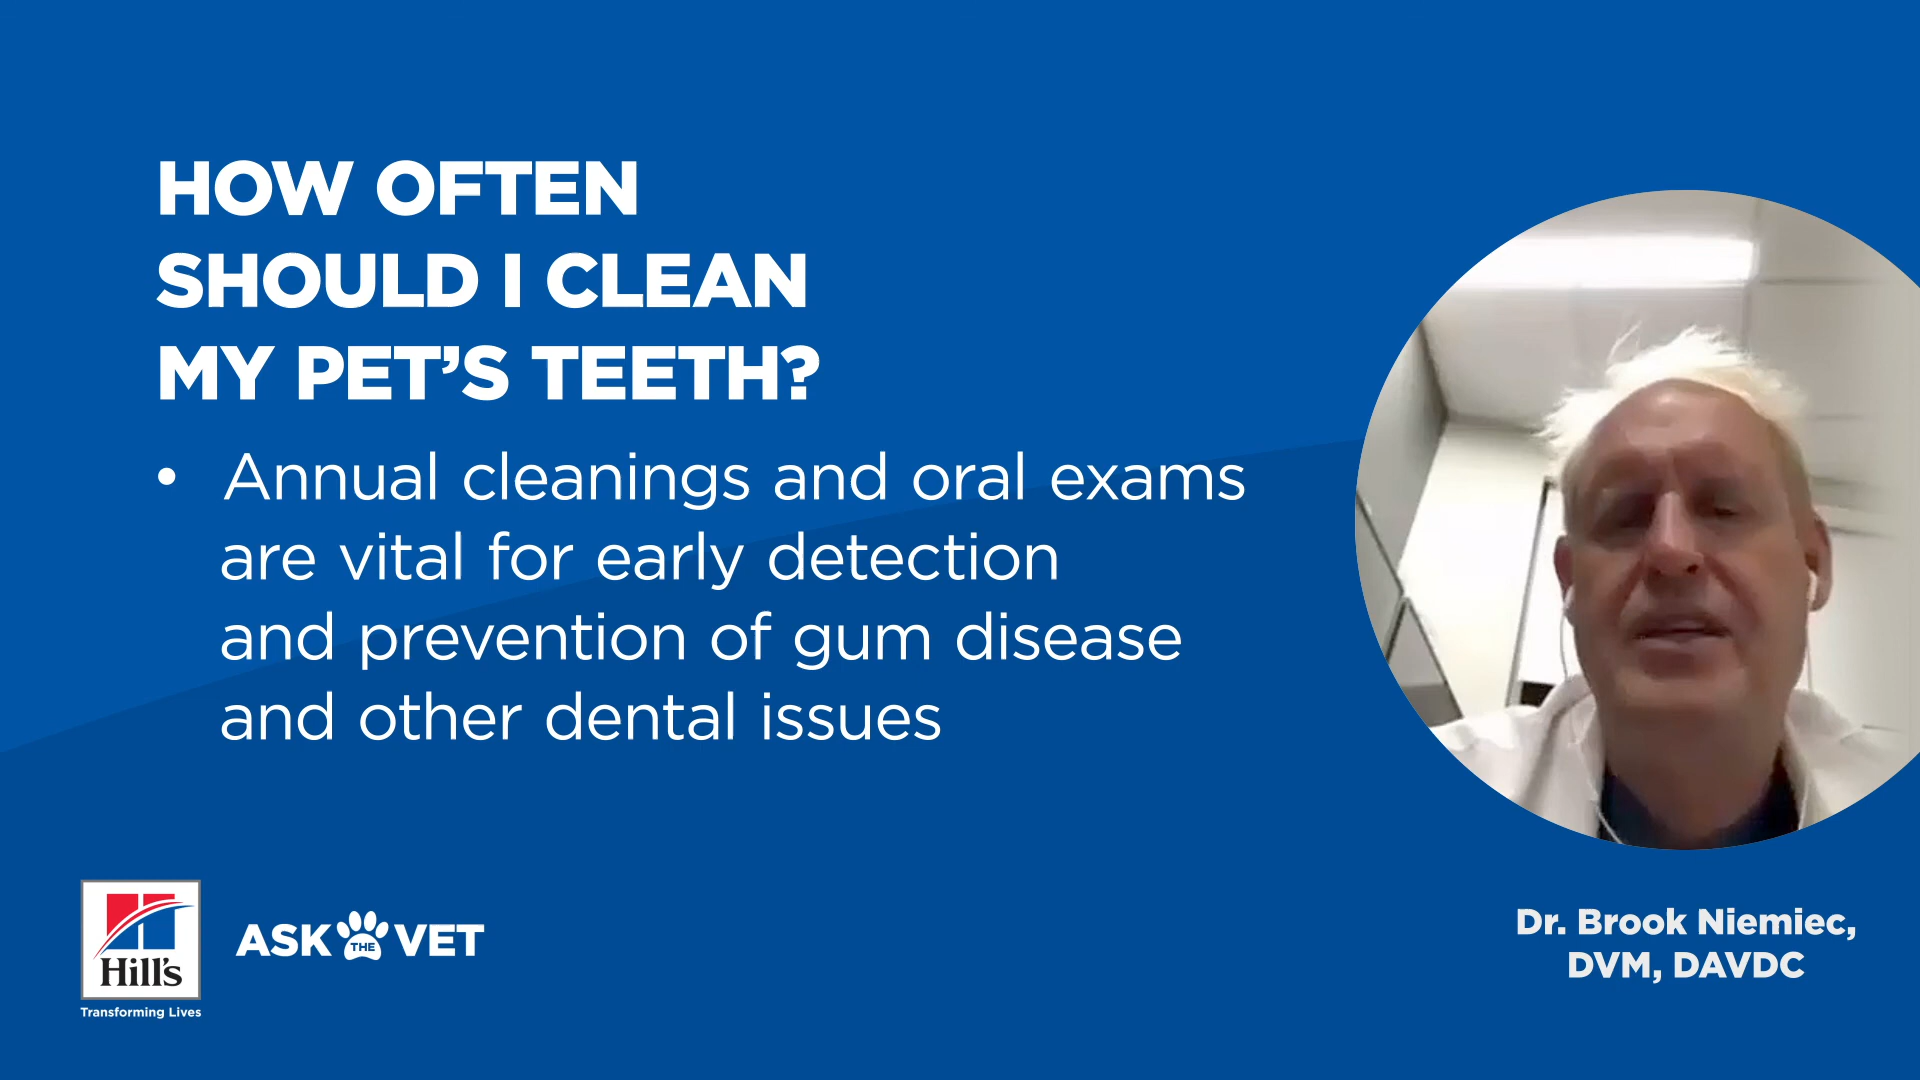 HOW OFTEN
SHOULD I CLEAN
MY PET’S TEETH?
• Annual cleanings and oral exams
are vital for early detection
and prevention of gum disease
and other dental issues
Hill's
Transforming Lives
ASK THE VET
Dr. Brook Niemiec,
DVM, DAVDC